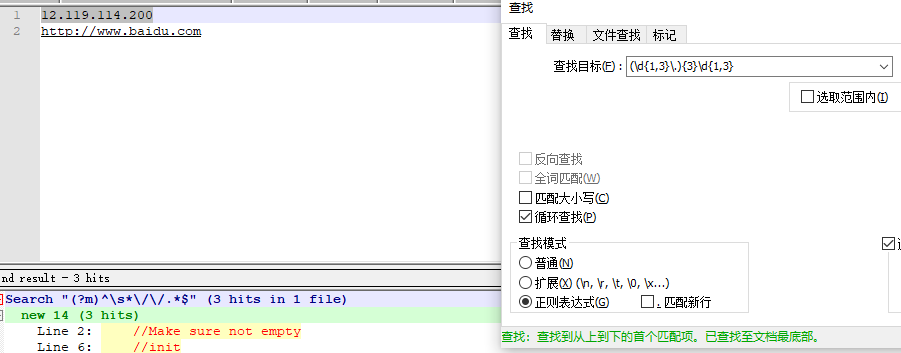 1 12.119.114.200
2 http://www.baidu.com
查找
查找 替换 文件查找 标记
查找目标(F)： (\d{1,3}\.){3}\d{1,3}
选取范围内(I)
反向查找
全词匹配(W)
匹配大小写(C)
循环查找(P)
查找模式
普通(N)
扩展(X) (\n, \r, \t, \0, \x...)
正则表达式(G) . 匹配新行
查找：查找到从上到下的首个匹配项。已查找至文档最底部。
nd result - 3 hits
Search "(?m)^\s*\/\/.*$" (3 hits in 1 file)
new 14 (3 hits)
Line 2: //Make sure not empty
Line 6: //init